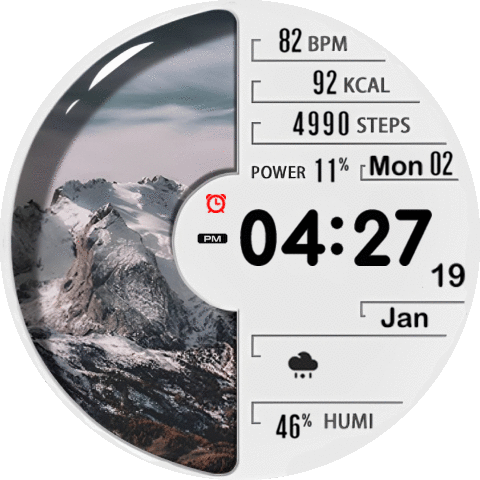 82 BPM
92 KCAL
4990 STEPS
POWER 11% Mon 02
PM 04:27
19
Jan
46% HUMI